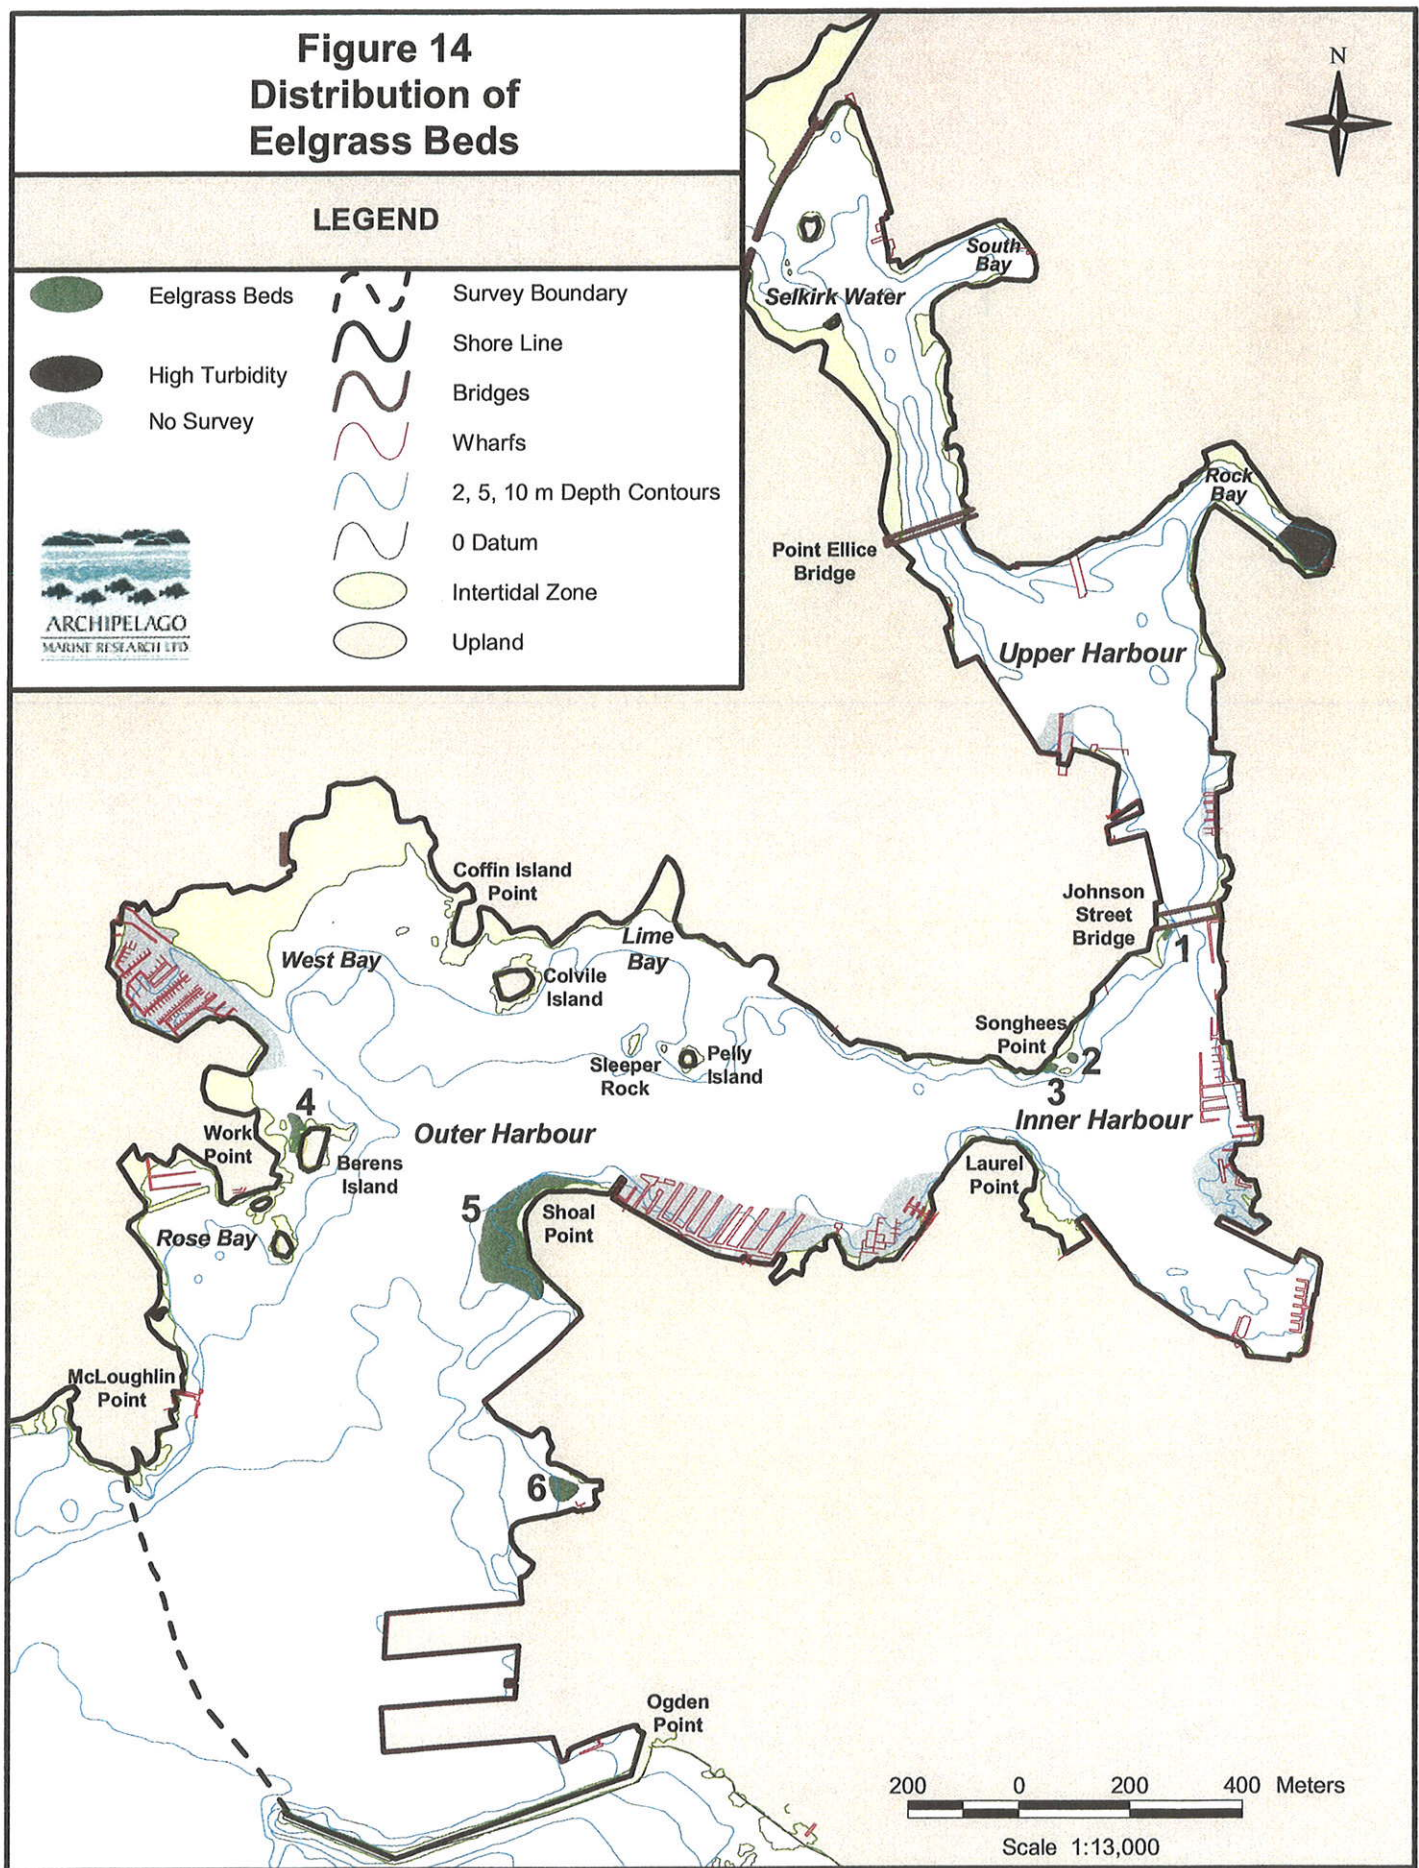 Figure 14
Distribution of
Eelgrass Beds
LEGEND
Eelgrass Beds
High Turbidity
No Survey
Survey Boundary
Shore Line
Bridges
Wharfs
2, 5, 10 m Depth Contours
0 Datum
Intertidal Zone
Upland
ARCHIPELAGO
MARINE RESEARCH LTD.
N
South
Bay
Selkirk Water
Rock
Bay
Point Ellice
Bridge
Upper Harbour
Coffin Island
Point
Johnson
Street
Bridge
1
Lime
Bay
West Bay
Colvile
Island
Songhees
Point
2
3
Sleeper
Rock
Pelly
Island
4
Outer Harbour
Inner Harbour
Work
Point
Berens
Island
Laurel
Point
5
Shoal
Point
Rose Bay
McLoughlin
Point
6
Ogden
Point
200 0 200 400 Meters
Scale 1:13,000